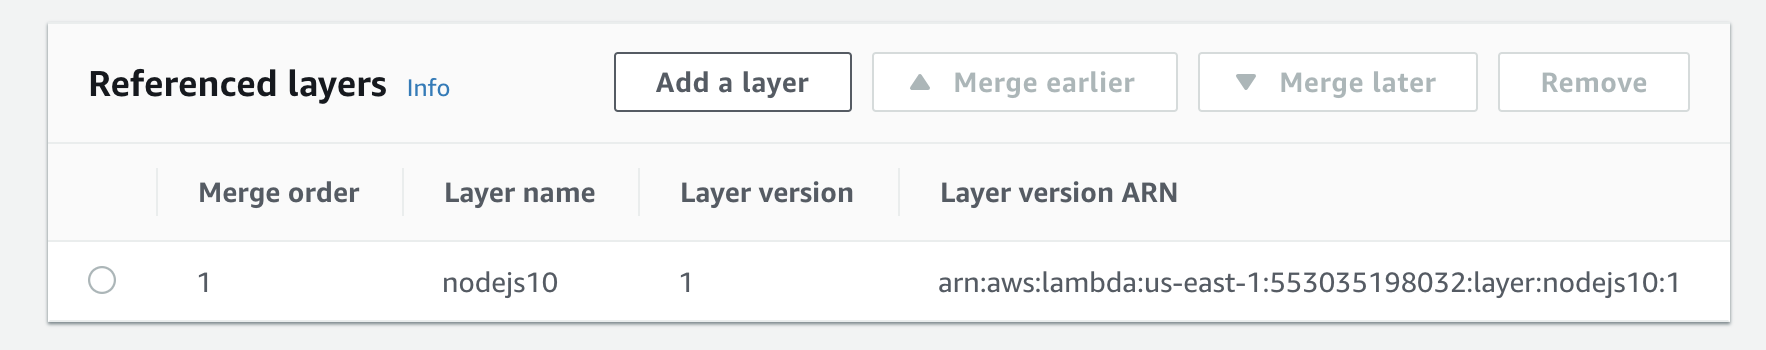 Referenced layers Info Add a layer ▲ Merge earlier ▼ Merge later Remove
Merge order Layer name Layer version Layer version ARN
1 nodejs10 1 arn:aws:lambda:us-east-1:553035198032:layer:nodejs10:1